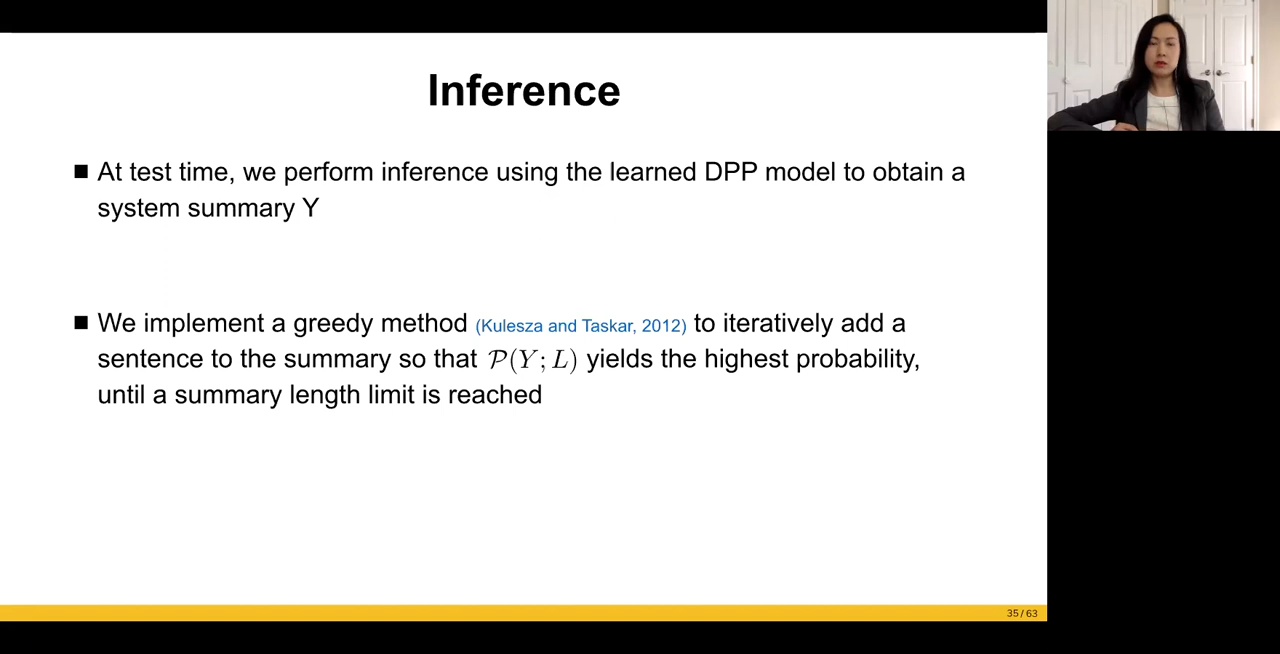 Inference
■ At test time, we perform inference using the learned DPP model to obtain a
system summary Y
■ We implement a greedy method (Kulesza and Taskar, 2012) to iteratively add a
sentence to the summary so that 𝒫(Y; L) yields the highest probability,
until a summary length limit is reached
35 / 63